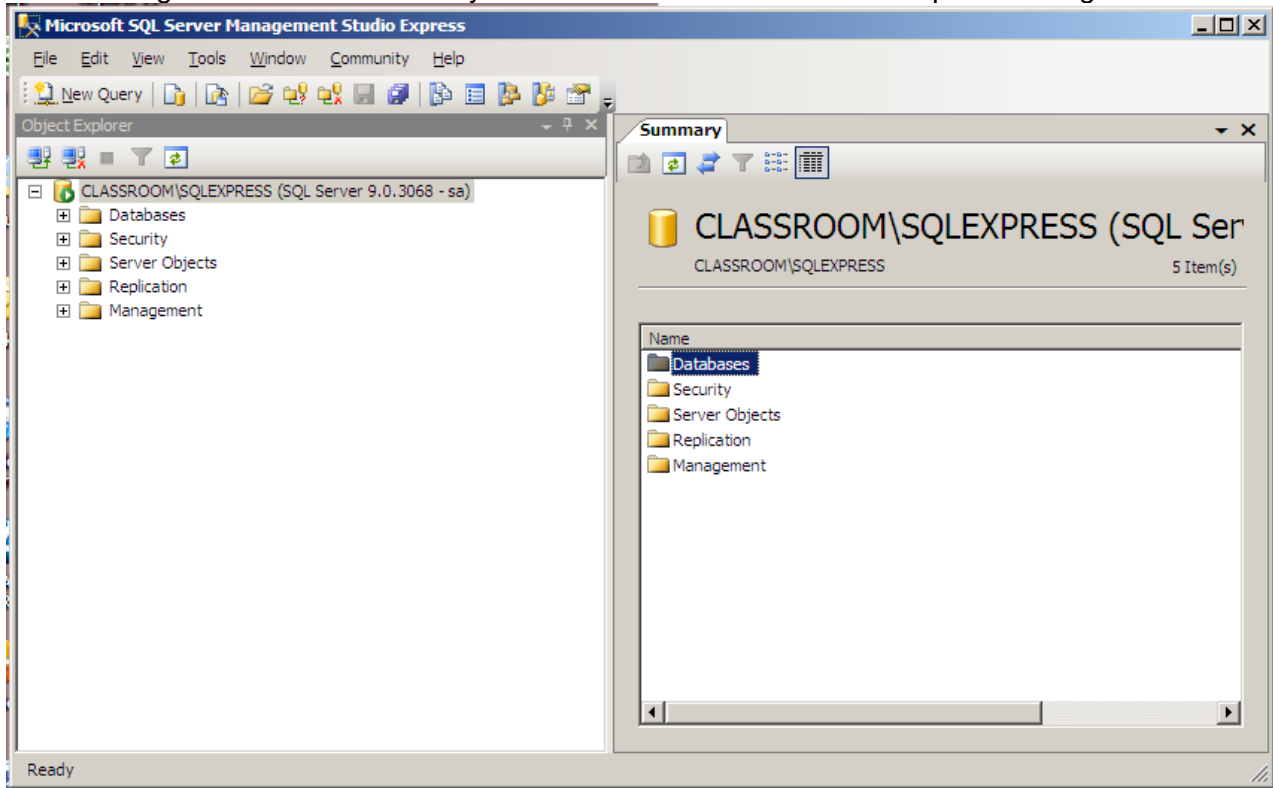 Microsoft SQL Server Management Studio Express
File Edit View Tools Window Community Help
New Query
Object Explorer
CLASSROOM\SQLEXPRESS (SQL Server 9.0.3068 - sa)
Databases
Security
Server Objects
Replication
Management
Summary
CLASSROOM\SQLEXPRESS (SQL Ser
CLASSROOM\SQLEXPRESS 5 Item(s)
Name
Databases
Security
Server Objects
Replication
Management
Ready